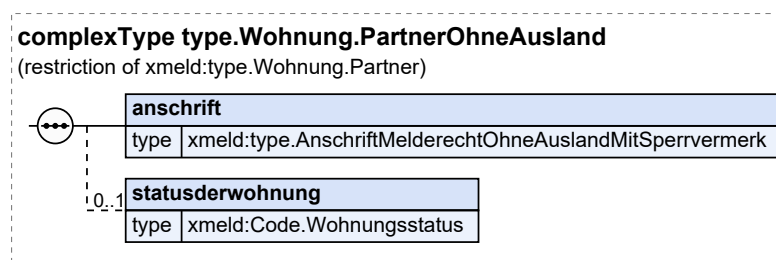 complexType type.Wohnung.PartnerOhneAusland
(restriction of xmeld:type.Wohnung.Partner)
anschrift
type xmeld:type.AnschriftMelderechtOhneAuslandMitSperrvermerk
0..1 statusderwohnung
type xmeld:Code.Wohnungsstatus